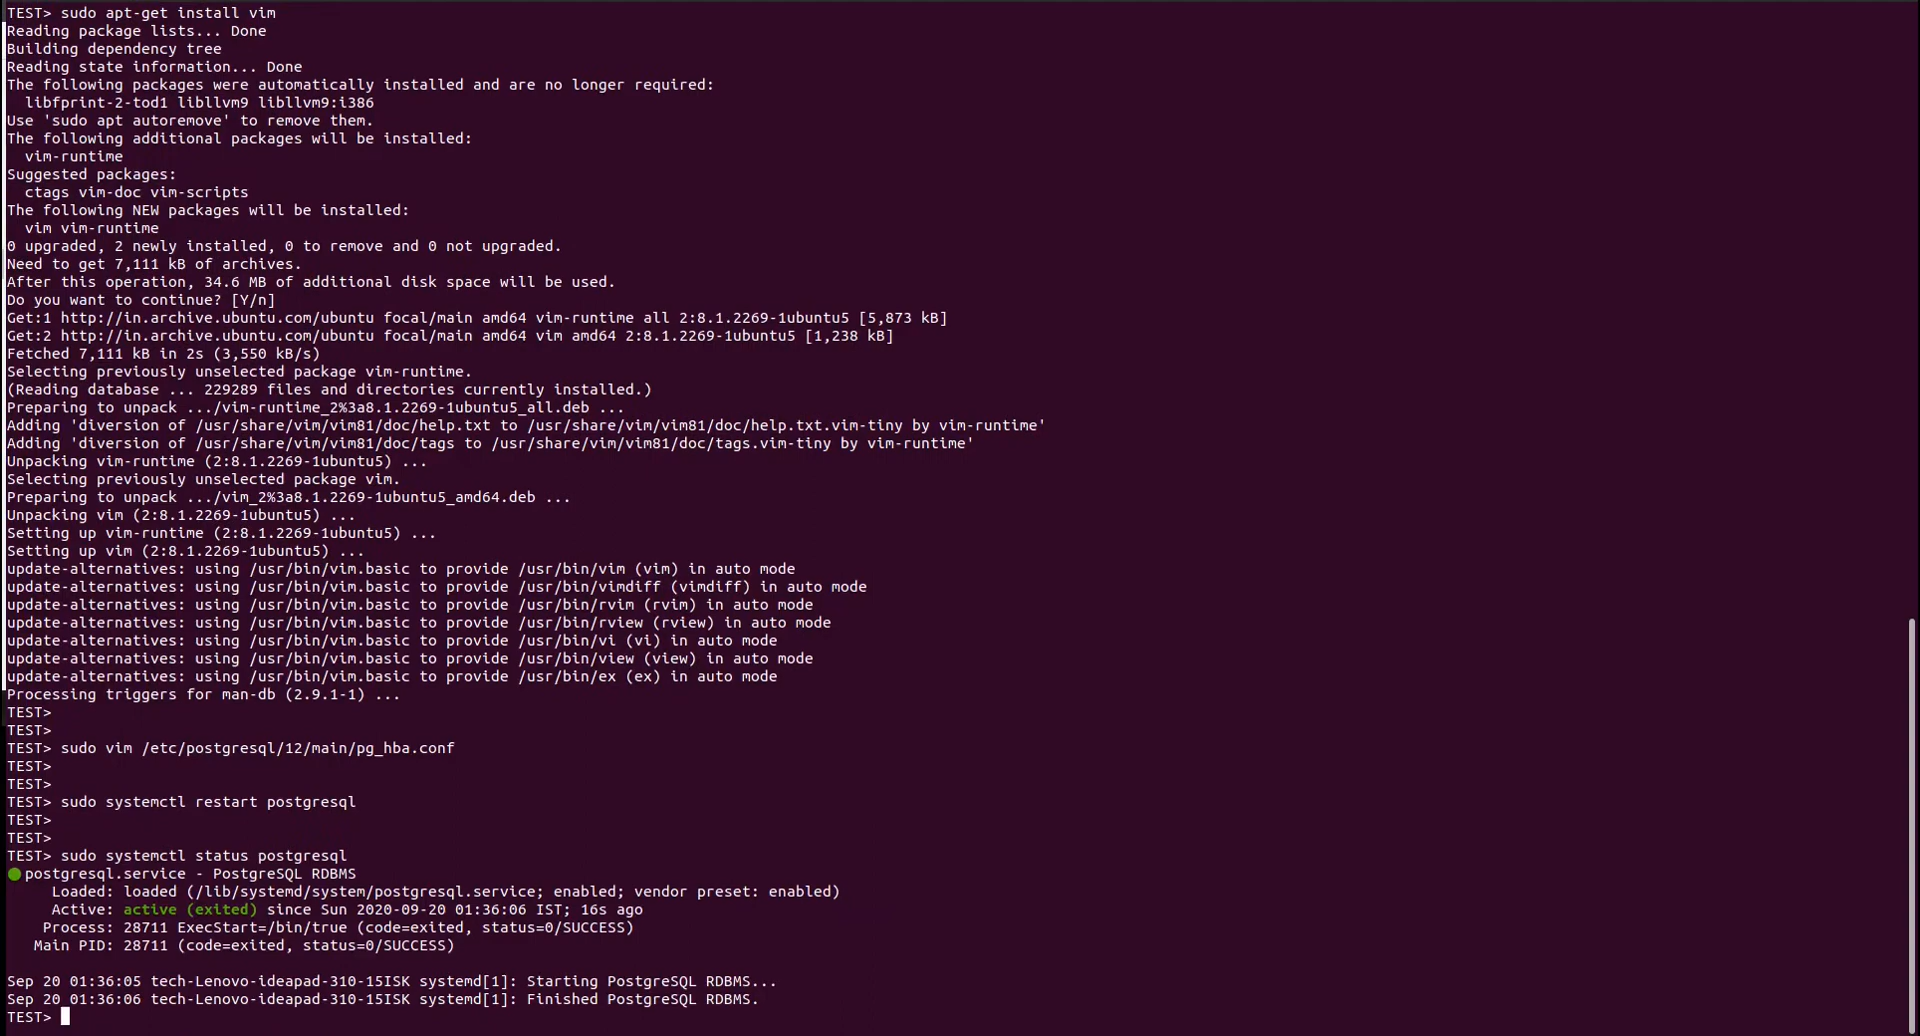 TEST> sudo apt-get install vim
Reading package lists... Done
Building dependency tree
Reading state information... Done
The following packages were automatically installed and are no longer required:
  libfprint-2-tod1 libllvm9 libllvm9:i386
Use 'sudo apt autoremove' to remove them.
The following additional packages will be installed:
  vim-runtime
Suggested packages:
  ctags vim-doc vim-scripts
The following NEW packages will be installed:
  vim vim-runtime
0 upgraded, 2 newly installed, 0 to remove and 0 not upgraded.
Need to get 7,111 kB of archives.
After this operation, 34.6 MB of additional disk space will be used.
Do you want to continue? [Y/n]
Get:1 http://in.archive.ubuntu.com/ubuntu focal/main amd64 vim-runtime all 2:8.1.2269-1ubuntu5 [5,873 kB]
Get:2 http://in.archive.ubuntu.com/ubuntu focal/main amd64 vim amd64 2:8.1.2269-1ubuntu5 [1,238 kB]
Fetched 7,111 kB in 2s (3,550 kB/s)
Selecting previously unselected package vim-runtime.
(Reading database ... 229289 files and directories currently installed.)
Preparing to unpack .../vim-runtime_2%3a8.1.2269-1ubuntu5_all.deb ...
Adding 'diversion of /usr/share/vim/vim81/doc/help.txt to /usr/share/vim/vim81/doc/help.txt.vim-tiny by vim-runtime'
Adding 'diversion of /usr/share/vim/vim81/doc/tags to /usr/share/vim/vim81/doc/tags.vim-tiny by vim-runtime'
Unpacking vim-runtime (2:8.1.2269-1ubuntu5) ...
Selecting previously unselected package vim.
Preparing to unpack .../vim_2%3a8.1.2269-1ubuntu5_amd64.deb ...
Unpacking vim (2:8.1.2269-1ubuntu5) ...
Setting up vim-runtime (2:8.1.2269-1ubuntu5) ...
Setting up vim (2:8.1.2269-1ubuntu5) ...
update-alternatives: using /usr/bin/vim.basic to provide /usr/bin/vim (vim) in auto mode
update-alternatives: using /usr/bin/vim.basic to provide /usr/bin/vimdiff (vimdiff) in auto mode
update-alternatives: using /usr/bin/vim.basic to provide /usr/bin/rvim (rvim) in auto mode
update-alternatives: using /usr/bin/vim.basic to provide /usr/bin/rview (rview) in auto mode
update-alternatives: using /usr/bin/vim.basic to provide /usr/bin/vi (vi) in auto mode
update-alternatives: using /usr/bin/vim.basic to provide /usr/bin/view (view) in auto mode
update-alternatives: using /usr/bin/vim.basic to provide /usr/bin/ex (ex) in auto mode
Processing triggers for man-db (2.9.1-1) ...
TEST>
TEST>
TEST> sudo vim /etc/postgresql/12/main/pg_hba.conf
TEST>
TEST>
TEST> sudo systemctl restart postgresql
TEST>
TEST>
TEST> sudo systemctl status postgresql
● postgresql.service - PostgreSQL RDBMS
     Loaded: loaded (/lib/systemd/system/postgresql.service; enabled; vendor preset: enabled)
     Active: active (exited) since Sun 2020-09-20 01:36:06 IST; 16s ago
    Process: 28711 ExecStart=/bin/true (code=exited, status=0/SUCCESS)
   Main PID: 28711 (code=exited, status=0/SUCCESS)

Sep 20 01:36:05 tech-Lenovo-ideapad-310-15ISK systemd[1]: Starting PostgreSQL RDBMS...
Sep 20 01:36:06 tech-Lenovo-ideapad-310-15ISK systemd[1]: Finished PostgreSQL RDBMS.
TEST>